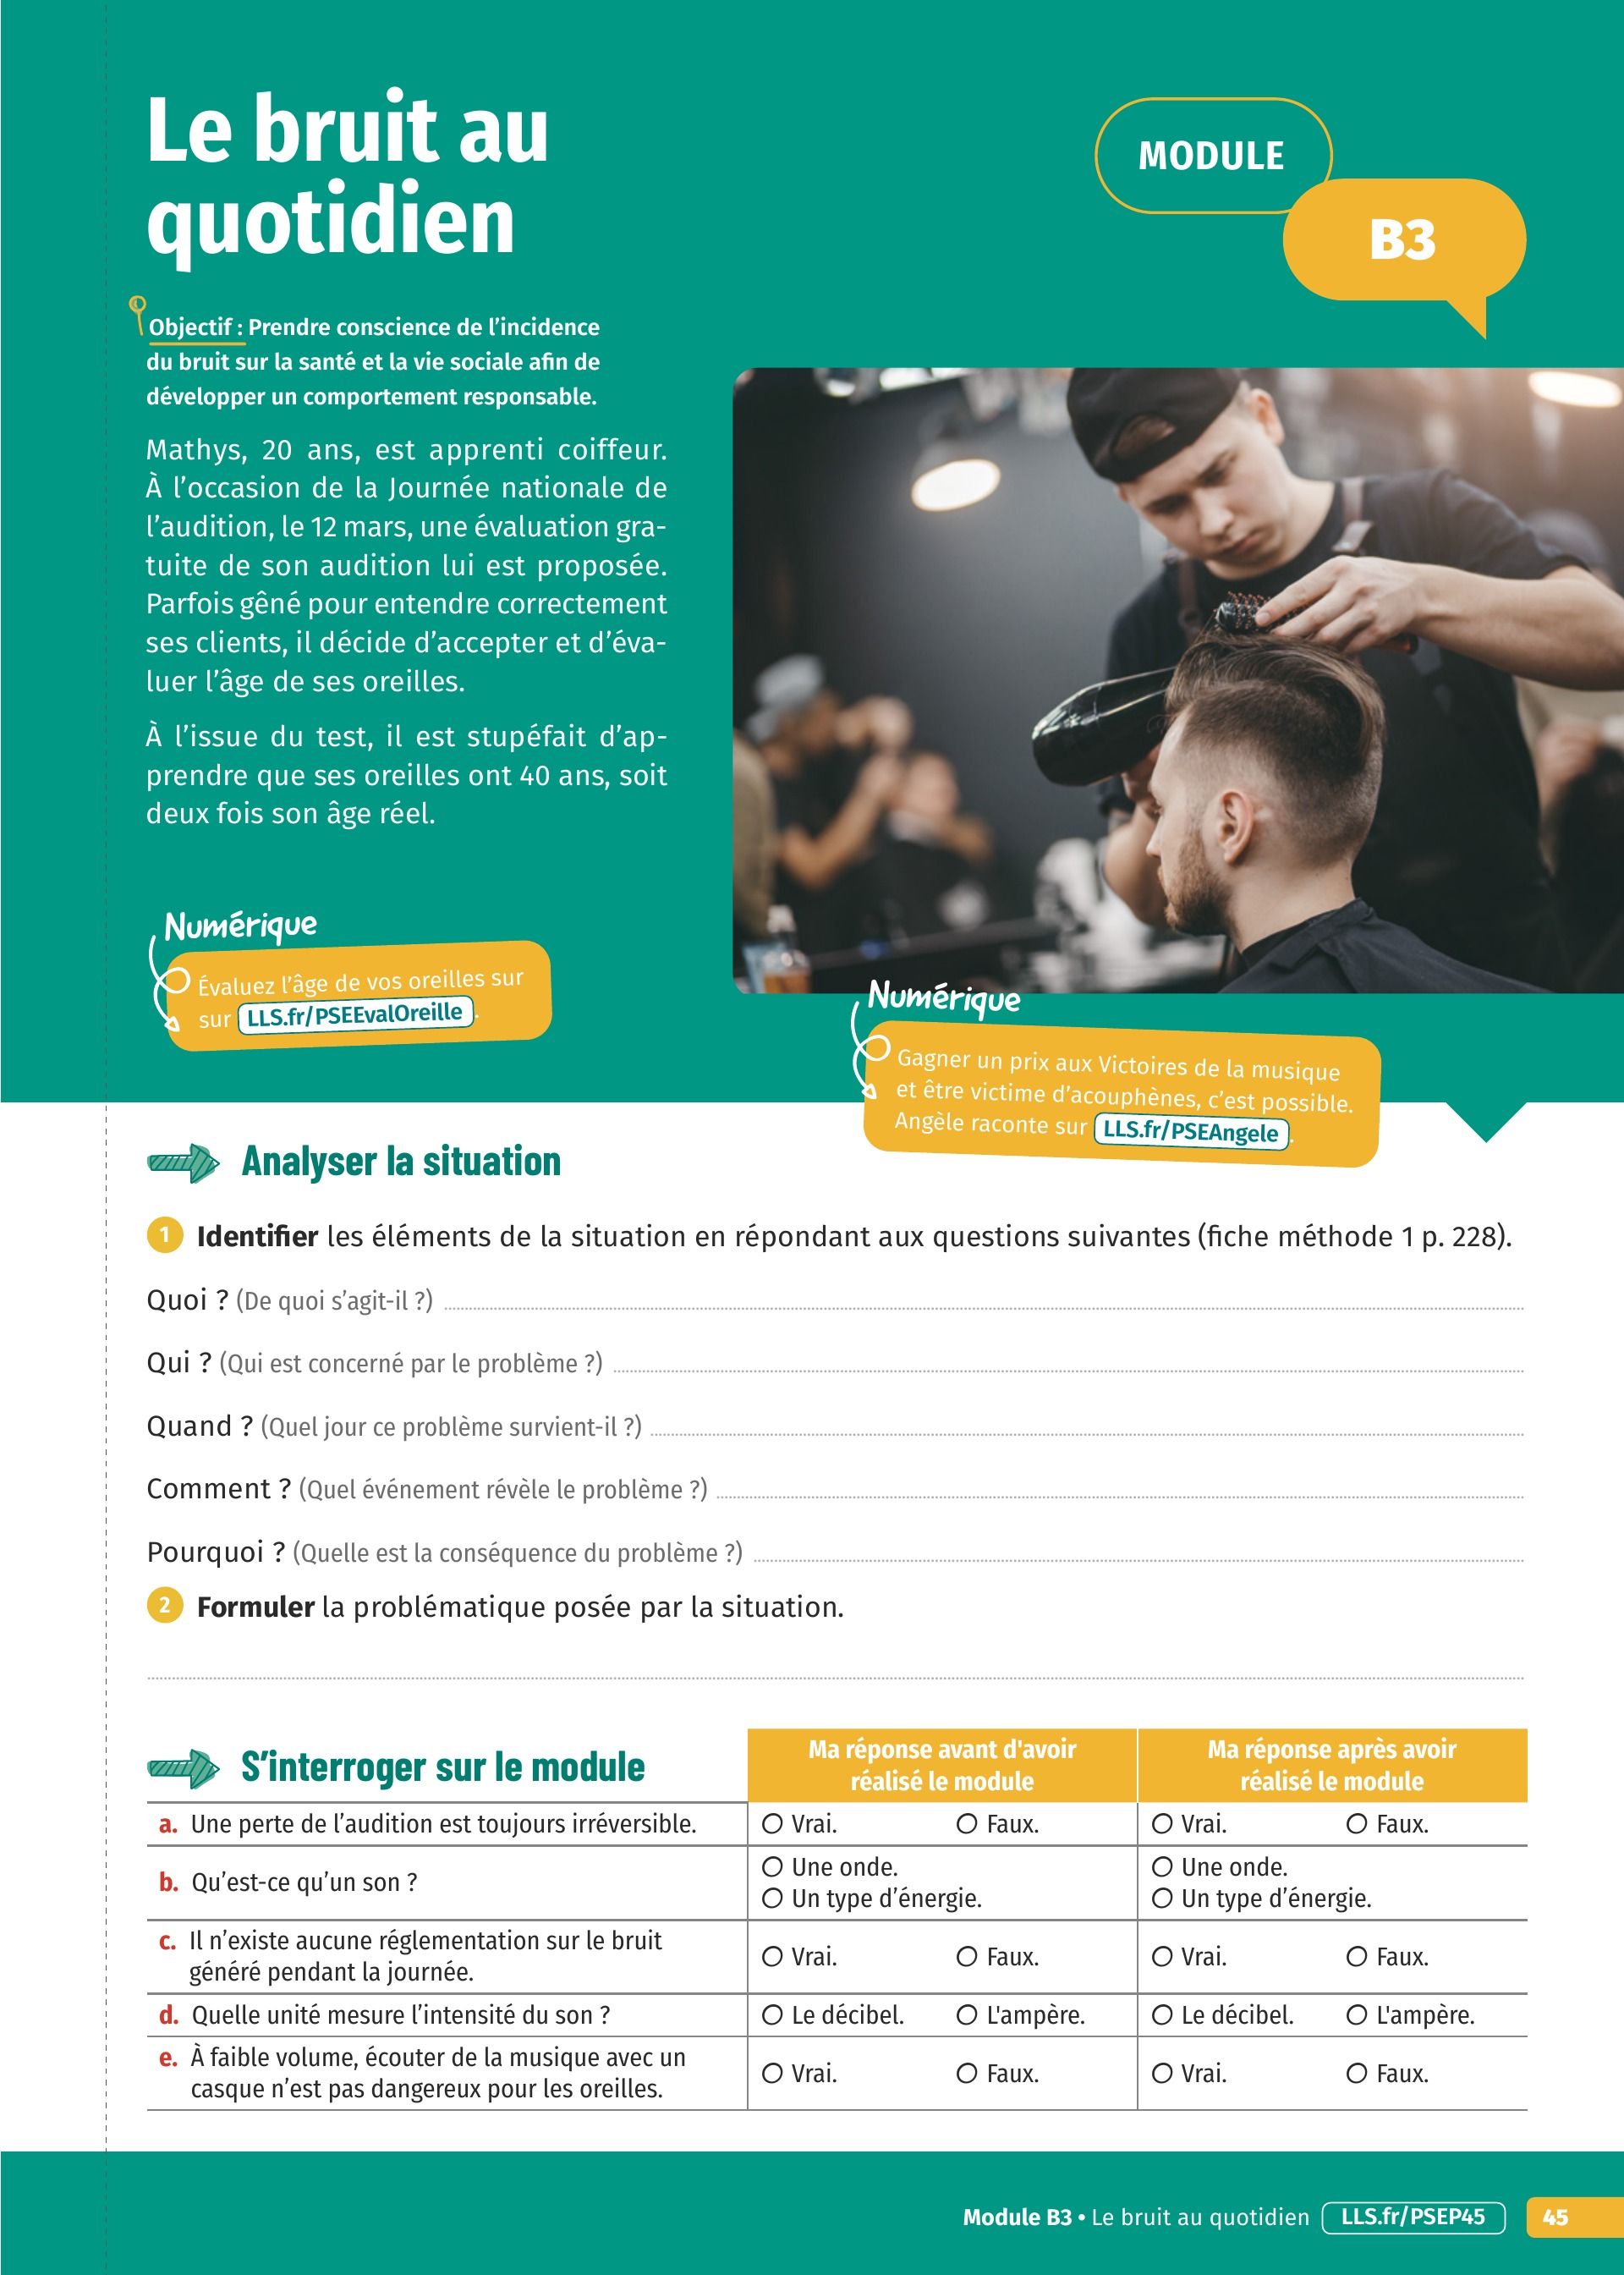 Le bruit au
quotidien
MODULE
B3
Objectif : Prendre conscience de l’incidence
du bruit sur la santé et la vie sociale afin de
développer un comportement responsable.
Mathys, 20 ans, est apprenti coiffeur.
À l’occasion de la Journée nationale de
l’audition, le 12 mars, une évaluation gra-
tuite de son audition lui est proposée.
Parfois gêné pour entendre correctement
ses clients, il décide d’accepter et d’éva-
luer l’âge de ses oreilles.
À l’issue du test, il est stupéfait d’ap-
prendre que ses oreilles ont 40 ans, soit
deux fois son âge réel.
Numérique
Évaluez l’âge de vos oreilles sur
sur LLS.fr/PSEEvalOreille.
Numérique
Gagner un prix aux Victoires de la musique
et être victime d’acouphènes, c’est possible.
Angèle raconte sur LLS.fr/PSEAngele.
Analyser la situation
1 Identifier les éléments de la situation en répondant aux questions suivantes (fiche méthode 1 p. 228).
Quoi ? (De quoi s’agit-il ?)
Qui ? (Qui est concerné par le problème ?)
Quand ? (Quel jour ce problème survient-il ?)
Comment ? (Quel événement révèle le problème ?)
Pourquoi ? (Quelle est la conséquence du problème ?)
2 Formuler la problématique posée par la situation.
S’interroger sur le module
Ma réponse avant d'avoir
réalisé le module
Ma réponse après avoir
réalisé le module
a. Une perte de l’audition est toujours irréversible.
Vrai. Faux. Vrai. Faux.
b. Qu’est-ce qu’un son ?
Une onde. Une onde.
Un type d’énergie. Un type d’énergie.
c. Il n’existe aucune réglementation sur le bruit
généré pendant la journée.
Vrai. Faux. Vrai. Faux.
d. Quelle unité mesure l’intensité du son ?
Le décibel. L'ampère. Le décibel. L'ampère.
e. À faible volume, écouter de la musique avec un
casque n’est pas dangereux pour les oreilles.
Vrai. Faux. Vrai. Faux.
Module B3 • Le bruit au quotidien LLS.fr/PSEP45 45